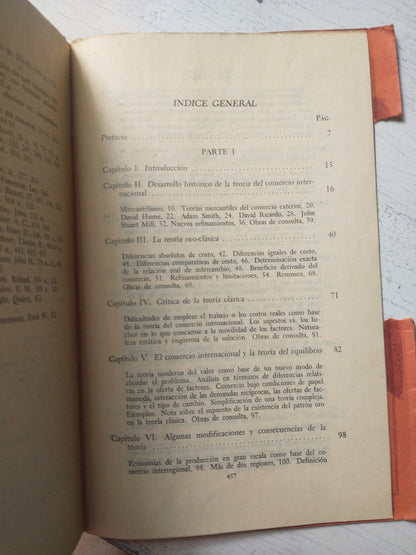 INDICE GENERAL
PÁG.
Prefacio 7
PARTE I
Capítulo I. Introducción 13
Capítulo II. Desarrollo histórico de la teoría del comercio inter-
nacional 16
Mercantilismo, 16. Teorías mercantiles del comercio exterior, 20.
David Hume, 22. Adam Smith, 24. David Ricardo, 26. John
Stuart Mill, 32. Nuevos refinamientos, 36. Obras de consulta, 39.
Capítulo III. La teoría neo-clásica 40
Diferencias absolutas de costo, 42. Diferencias iguales de costo,
46. Diferencias comparativas de costo, 46. Determinación exacta
de la relación real de intercambio, 48. Beneficio derivado del
comercio, 51. Refinamientos y limitaciones, 54. Resumen, 68.
Obras de consulta, 69.
Capítulo IV. Crítica de la teoría clásica 71
Dificultades de emplear el trabajo o los costos reales como base
de la teoría del comercio internacional. Los supuestos vs. los he-
chos en lo que concierne a la movilidad de los factores. Natura-
leza estática y engorrosa de la solución. Obras de consulta, 81.
Capítulo V. El comercio internacional y la teoría del equilibrio 82
La teoría moderna del valor como base de un nuevo modo de
abordar el problema. Análisis en términos de diferencias rela-
tivas en la oferta de factores. Comercio bajo condiciones de papel
moneda, interacción de las demandas recíprocas, las ofertas de fac-
tores y el tipo de cambio. Simplificación de una teoría compleja.
Ejemplos. Nota sobre el supuesto de la existencia del patrón oro
en la teoría clásica. Obras de consulta, 97.
Capítulo VI. Algunas modificaciones y consecuencias de la
teoría 98
Economías de la producción en gran escala como base del co-
mercio interregional, 98. Más de dos regiones, 100. Definición
457